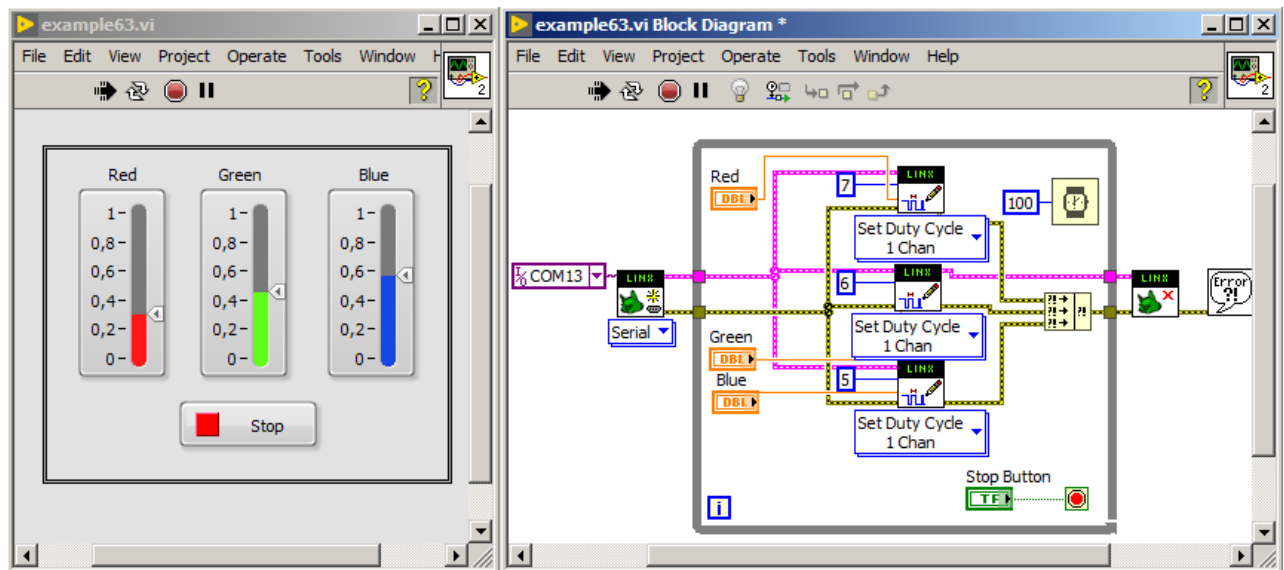 example63.vi
File Edit View Project Operate Tools Window H
2
Red Green Blue
1 1 1
0,8 0,8 0,8
0,6 0,6 0,6
0,4 0,4 0,4
0,2 0,2 0,2
0 0 0
Stop
example63.vi Block Diagram *
File Edit View Project Operate Tools Window Help
2
Red
DBL
7
LINX
100
Set Duty Cycle
1 Chan
I/O COM13
LINX
Serial
6
LINX
Set Duty Cycle
1 Chan
LINX
Error
?!
?!
?!
?!
?!
Green
DBL
Blue
DBL
5
LINX
Set Duty Cycle
1 Chan
Stop Button
TF
i